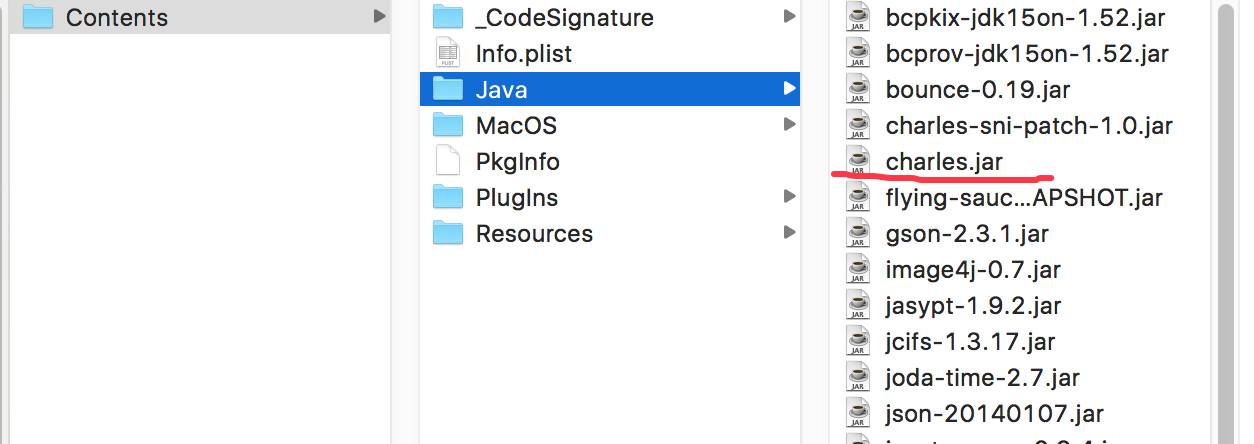 Contents
_CodeSignature
Info.plist
Java
MacOS
PkgInfo
PlugIns
Resources
bcpkix-jdk15on-1.52.jar
bcprov-jdk15on-1.52.jar
bounce-0.19.jar
charles-sni-patch-1.0.jar
charles.jar
flying-sauc...APSHOT.jar
gson-2.3.1.jar
image4j-0.7.jar
jasypt-1.9.2.jar
jcifs-1.3.17.jar
joda-time-2.7.jar
json-20140107.jar